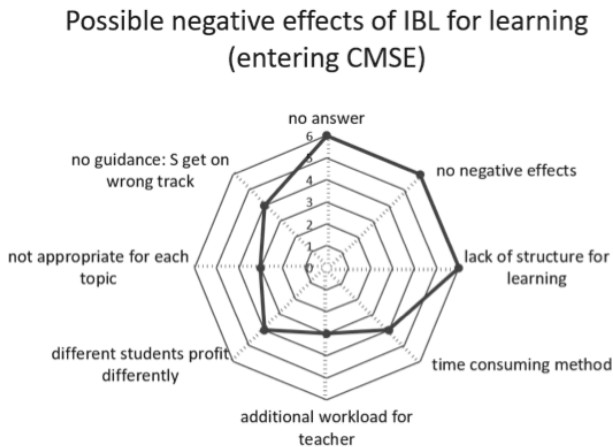 Possible negative effects of IBL for learning
(entering CMSE)
no answer
6
5
4
3
2
1
0
no guidance: S get on
wrong track
no negative effects
not appropriate for each
topic
lack of structure for
learning
different students profit
differently
time consuming method
additional workload for
teacher